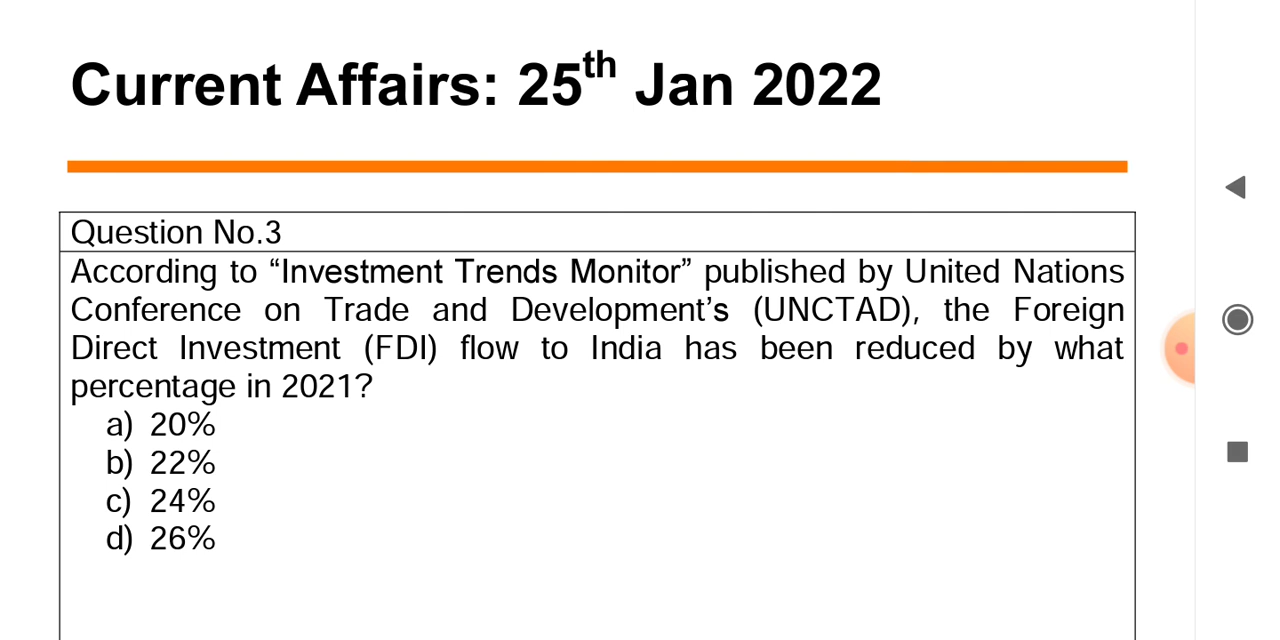 Current Affairs: 25th Jan 2022
Question No.3
According to “Investment Trends Monitor” published by United Nations
Conference on Trade and Development’s (UNCTAD), the Foreign
Direct Investment (FDI) flow to India has been reduced by what
percentage in 2021?
a) 20%
b) 22%
c) 24%
d) 26%